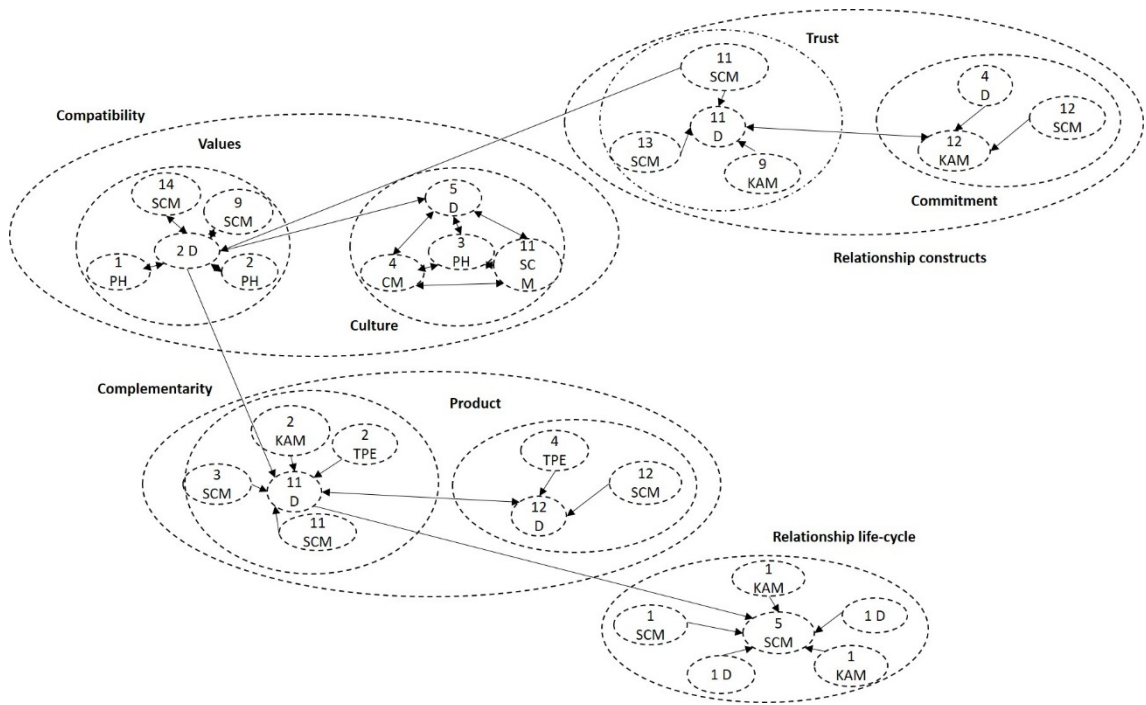 Trust
11
SCM
11
D
13
SCM
9
KAM
4
D
12
SCM
12
KAM
Commitment
Relationship constructs
Compatibility
Values
14
SCM
9
SCM
2 D
1
PH
2
PH
5
D
3
PH
4
CM
11
SC
M
Culture
Complementarity
Product
2
KAM
2
TPE
3
SCM
11
D
11
SCM
4
TPE
12
SCM
12
D
Relationship life-cycle
1
KAM
1
SCM
5
SCM
1 D
1 D
1
KAM